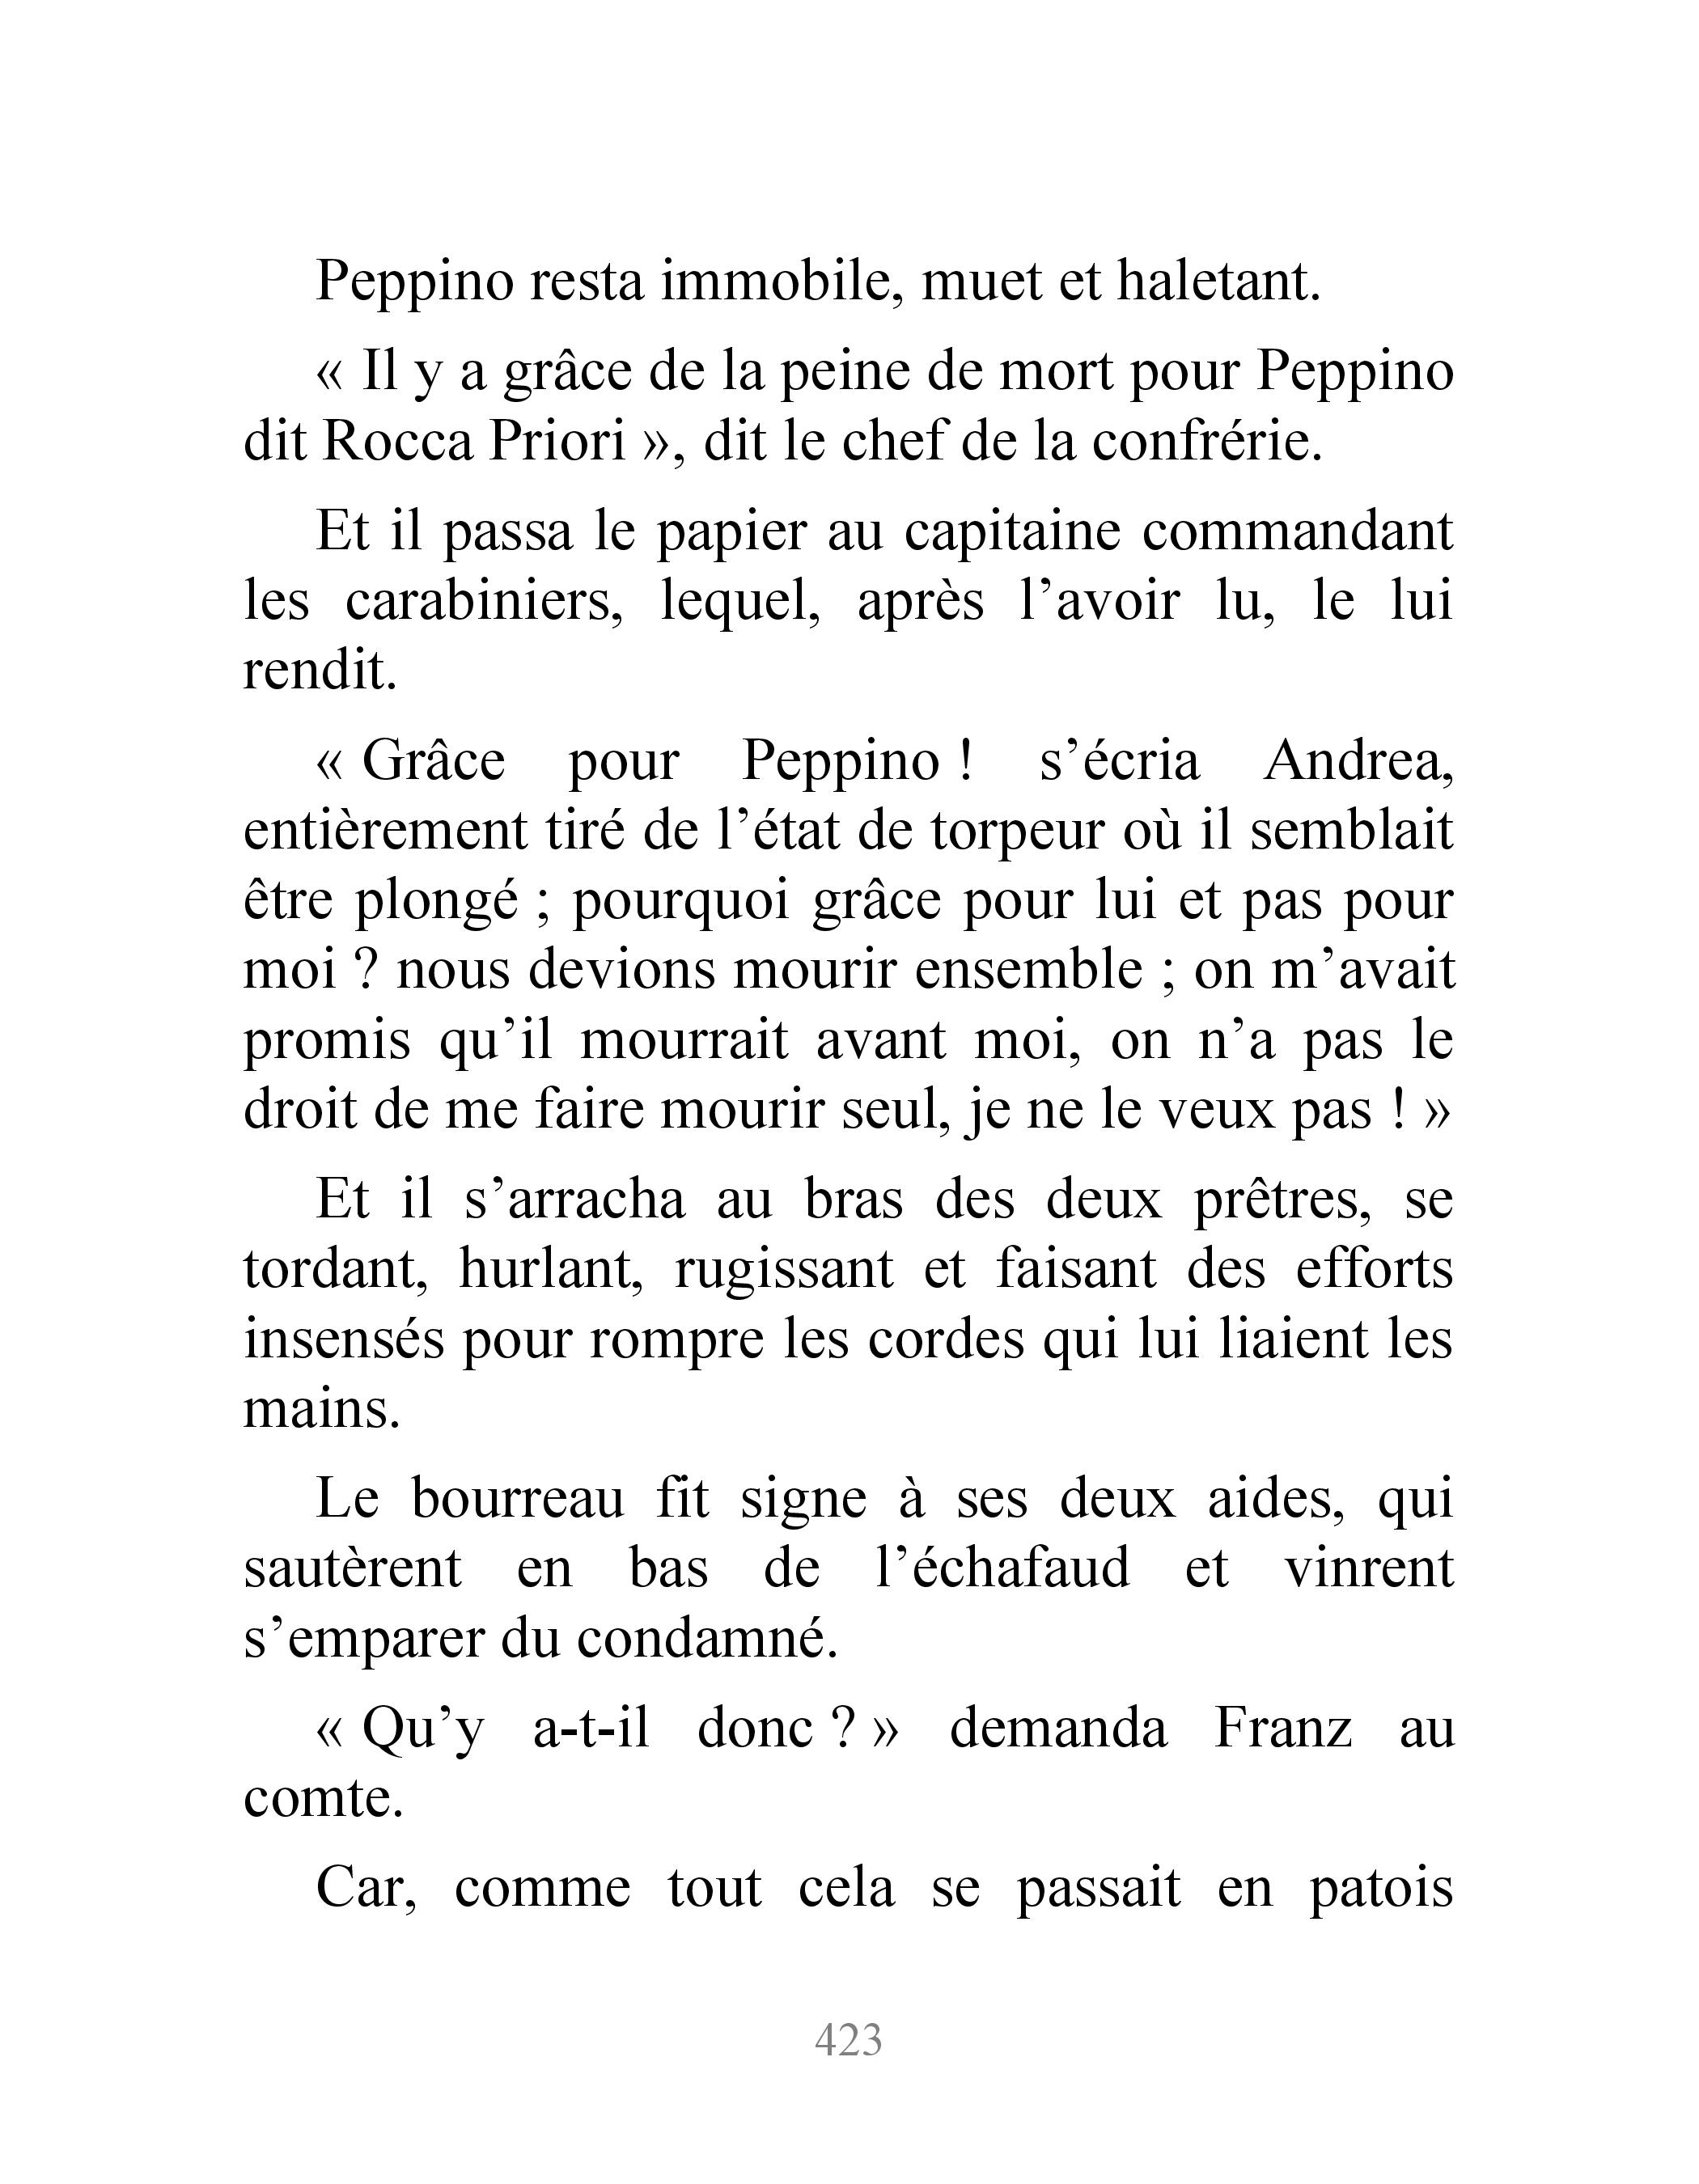 Peppino resta immobile, muet et haletant.
« Il y a grâce de la peine de mort pour Peppino
dit Rocca Priori », dit le chef de la confrérie.
Et il passa le papier au capitaine commandant
les carabiniers, lequel, après l’avoir lu, le lui
rendit.
« Grâce pour Peppino ! s’écria Andrea,
entièrement tiré de l’état de torpeur où il semblait
être plongé ; pourquoi grâce pour lui et pas pour
moi ? nous devions mourir ensemble ; on m’avait
promis qu’il mourrait avant moi, on n’a pas le
droit de me faire mourir seul, je ne le veux pas ! »
Et il s’arracha au bras des deux prêtres, se
tordant, hurlant, rugissant et faisant des efforts
insensés pour rompre les cordes qui lui liaient les
mains.
Le bourreau fit signe à ses deux aides, qui
sautèrent en bas de l’échafaud et vinrent
s’emparer du condamné.
« Qu’y a-t-il donc ? » demanda Franz au
comte.
Car, comme tout cela se passait en patois
423